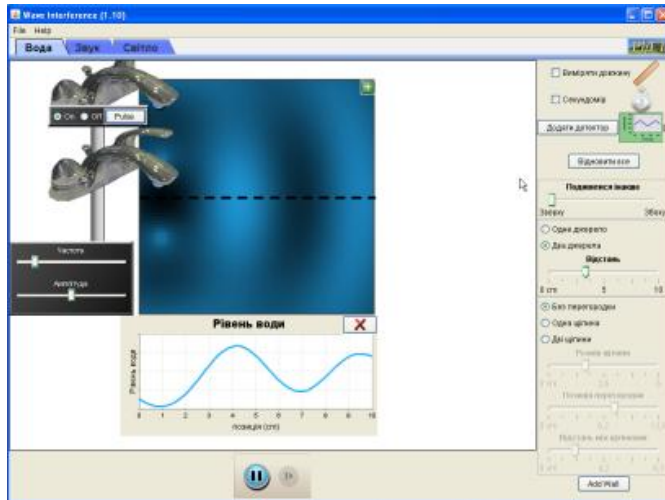 Wave Interference (1.10)
File Help
Вода Звук Світло
On Off Pulse
Частота
Амплітуда
Рівень води
Рівень води
0 1 2 3 4 5 6 7 8 9 10
позиція (cm)
Виміряти довжину
Секундомір
Додати детектор
Відновити все
Подивитися інакше
Зверху Збоку
Одне джерело
Два джерела
Відстань
0 cm 5 10
Без перегородки
Одна щілина
Дві щілини
Розмір щілини
Позиція перегородки
Відстань між щілинами
Add Wall